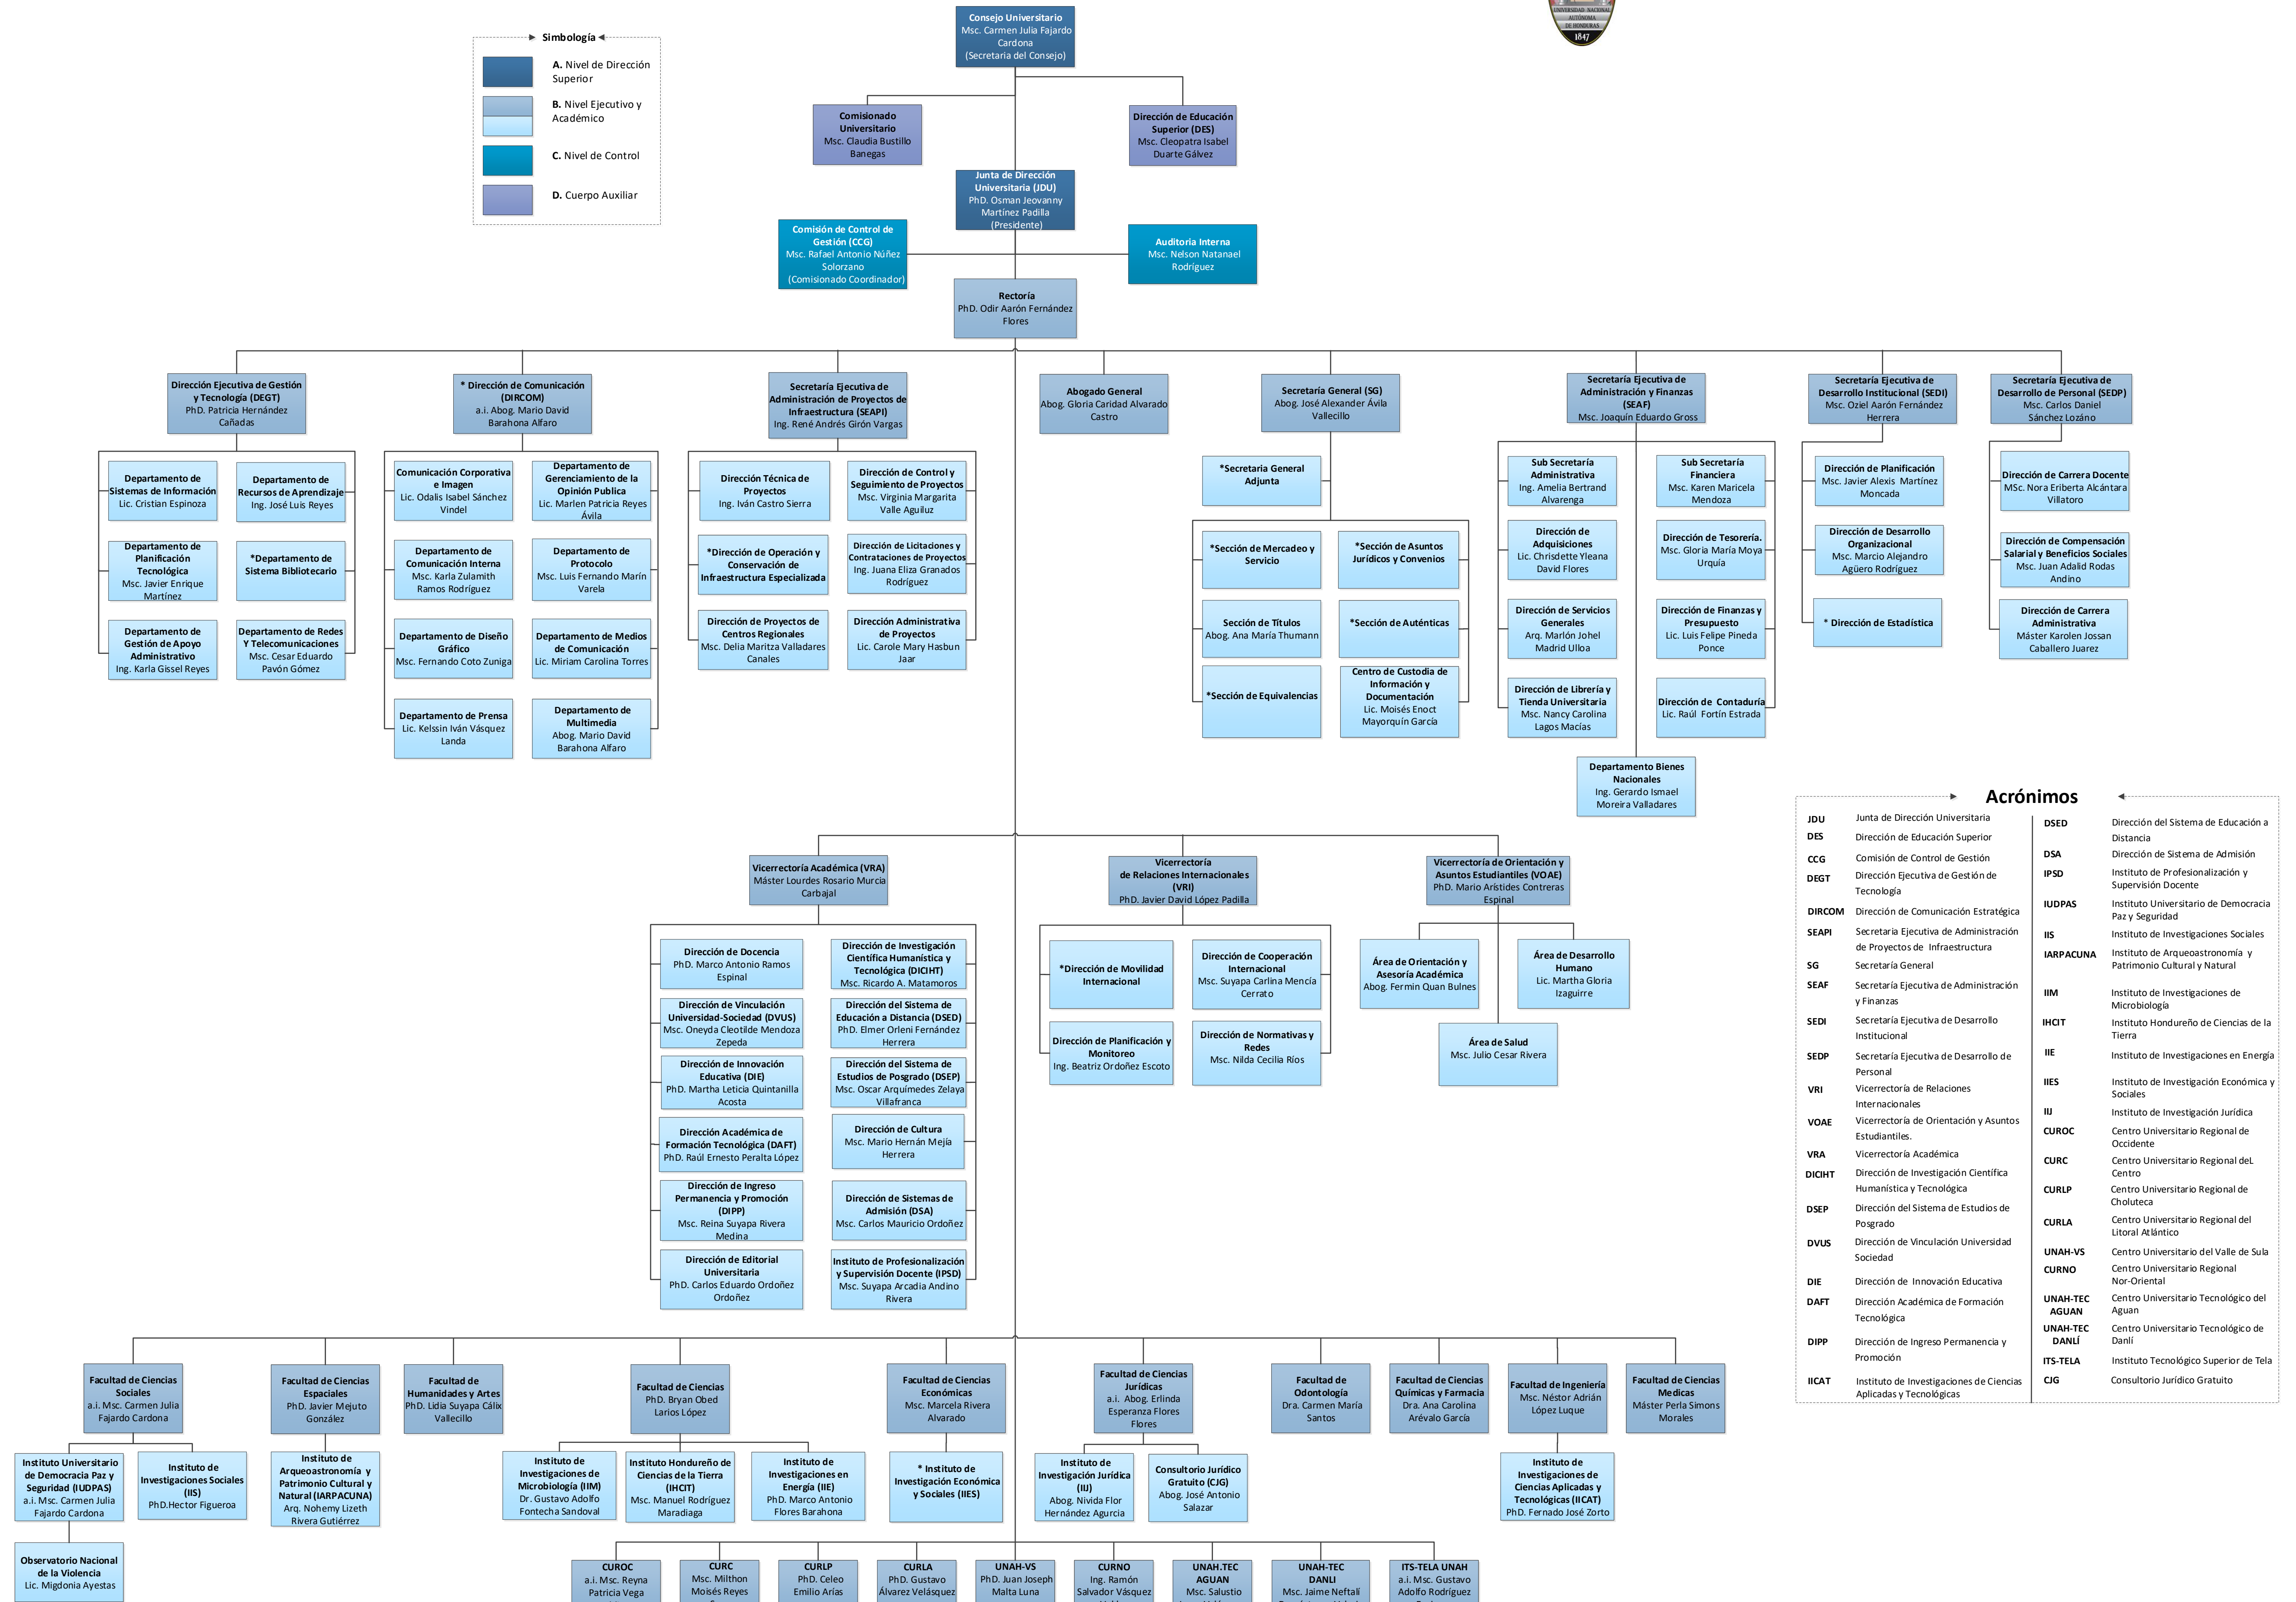 UNIVERSIDAD NACIONAL
AUTÓNOMA
DE HONDURAS
1847
Simbología
A. Nivel de Dirección
Superior
B. Nivel Ejecutivo y
Académico
C. Nivel de Control
D. Cuerpo Auxiliar
Consejo Universitario
Msc. Carmen Julia Fajardo
Cardona
(Secretaria del Consejo)
Comisionado
Universitario
Msc. Claudia Bustillo
Banegas
Dirección de Educación
Superior (DES)
Msc. Cleopatra Isabel
Duarte Gálvez
Junta de Dirección
Universitaria (JDU)
PhD. Osman Jeovanny
Martínez Padilla
(Presidente)
Comisión de Control de
Gestión (CCG)
Msc. Rafael Antonio Núñez
Solorzano
(Comisionado Coordinador)
Auditoria Interna
Msc. Nelson Natanael
Rodríguez
Rectoría
PhD. Odir Aarón Fernández
Flores
Dirección Ejecutiva de Gestión
y Tecnología (DEGT)
PhD. Patricia Hernández
Cañadas
* Dirección de Comunicación
(DIRCOM)
a.i. Abog. Mario David
Barahona Alfaro
Secretaría Ejecutiva de
Administración de Proyectos de
Infraestructura (SEAPI)
Ing. René Andrés Girón Vargas
Abogado General
Abog. Gloria Caridad Alvarado
Castro
Secretaría General (SG)
Abog. José Alexander Ávila
Vallecillo
Secretaría Ejecutiva de
Administración y Finanzas
(SEAF)
Msc. Joaquín Eduardo Gross
Secretaría Ejecutiva de
Desarrollo Institucional (SEDI)
Msc. Oziel Aarón Fernández
Herrera
Secretaría Ejecutiva de
Desarrollo de Personal (SEDP)
Msc. Carlos Daniel
Sánchez Lozáno
Departamento de
Sistemas de Información
Lic. Cristian Espinoza
Departamento de
Recursos de Aprendizaje
Ing. José Luis Reyes
Departamento de
Planificación
Tecnológica
Msc. Javier Enrique
Martínez
*Departamento de
Sistema Bibliotecario
Departamento de
Gestión de Apoyo
Administrativo
Ing. Karla Gissel Reyes
Departamento de Redes
Y Telecomunicaciones
Msc. Cesar Eduardo
Pavón Gómez
Comunicación Corporativa
e Imagen
Lic. Odalis Isabel Sánchez
Vindel
Departamento de
Gerenciamiento de la
Opinión Publica
Lic. Marlen Patricia Reyes
Ávila
Departamento de
Comunicación Interna
Msc. Karla Zulamith
Ramos Rodríguez
Departamento de
Protocolo
Msc. Luis Fernando Marín
Varela
Departamento de Diseño
Gráfico
Msc. Fernando Coto Zuniga
Departamento de Medios
de Comunicación
Lic. Miriam Carolina Torres
Departamento de Prensa
Lic. Kelssin Iván Vásquez
Landa
Departamento de
Multimedia
Abog. Mario David
Barahona Alfaro
Dirección Técnica de
Proyectos
Ing. Iván Castro Sierra
Dirección de Control y
Seguimiento de Proyectos
Msc. Virginia Margarita
Valle Aguiluz
*Dirección de Operación y
Conservación de
Infraestructura Especializada
Dirección de Licitaciones y
Contrataciones de Proyectos
Ing. Juana Eliza Granados
Rodríguez
Dirección de Proyectos de
Centros Regionales
Msc. Delia Maritza Valladares
Canales
Dirección Administrativa
de Proyectos
Lic. Carole Mary Hasbun
Jaar
*Secretaria General
Adjunta
*Sección de Mercadeo y
Servicio
*Sección de Asuntos
Jurídicos y Convenios
Sección de Títulos
Abog. Ana María Thumann
*Sección de Auténticas
*Sección de Equivalencias
Centro de Custodia de
Información y
Documentación
Lic. Moisés Enoct
Mayorquín García
Sub Secretaría
Administrativa
Ing. Amelia Bertrand
Alvarenga
Sub Secretaría
Financiera
Msc. Karen Maricela
Mendoza
Dirección de
Adquisiciones
Lic. Chrisdette Yleana
David Flores
Dirección de Tesorería.
Msc. Gloria María Moya
Urquía
Dirección de Servicios
Generales
Arq. Marlón Johel
Madrid Ulloa
Dirección de Finanzas y
Presupuesto
Lic. Luis Felipe Pineda
Ponce
Dirección de Librería y
Tienda Universitaria
Msc. Nancy Carolina
Lagos Macías
Dirección de Contaduría
Lic. Raúl Fortín Estrada
Departamento Bienes
Nacionales
Ing. Gerardo Ismael
Moreira Valladares
Dirección de Planificación
Msc. Javier Alexis Martínez
Moncada
Dirección de Desarrollo
Organizacional
Msc. Marcio Alejandro
Agüero Rodríguez
* Dirección de Estadística
Dirección de Carrera Docente
MSc. Nora Eriberta Alcántara
Villatoro
Dirección de Compensación
Salarial y Beneficios Sociales
Msc. Juan Adalid Rodas
Andino
Dirección de Carrera
Administrativa
Máster Karolen Jossan
Caballero Juarez
Vicerrectoría Académica (VRA)
Máster Lourdes Rosario Murcia
Carbajal
Vicerrectoría
de Relaciones Internacionales
(VRI)
PhD. Javier David López Padilla
Vicerrectoría de Orientación y
Asuntos Estudiantiles (VOAE)
PhD. Mario Arístides Contreras
Espinal
Dirección de Docencia
PhD. Marco Antonio Ramos
Espinal
Dirección de Investigación
Científica Humanística y
Tecnológica (DICIHT)
Msc. Ricardo A. Matamoros
Dirección de Vinculación
Universidad-Sociedad (DVUS)
Msc. Oneyda Cleotilde Mendoza
Zepeda
Dirección del Sistema de
Educación a Distancia (DSED)
PhD. Elmer Orleni Fernández
Herrera
Dirección de Innovación
Educativa (DIE)
PhD. Martha Leticia Quintanilla
Acosta
Dirección del Sistema de
Estudios de Posgrado (DSEP)
Msc. Oscar Arquímedes Zelaya
Villafranca
Dirección Académica de
Formación Tecnológica (DAFT)
PhD. Raúl Ernesto Peralta López
Dirección de Cultura
Msc. Mario Hernán Mejía
Herrera
Dirección de Ingreso
Permanencia y Promoción
(DIPP)
Msc. Reina Suyapa Rivera
Medina
Dirección de Sistemas de
Admisión (DSA)
Msc. Carlos Mauricio Ordoñez
Dirección de Editorial
Universitaria
PhD. Carlos Eduardo Ordoñez
Ordoñez
Instituto de Profesionalización
y Supervisión Docente (IPSD)
Msc. Suyapa Arcadia Andino
Rivera
*Dirección de Movilidad
Internacional
Dirección de Cooperación
Internacional
Msc. Suyapa Carlina Mencía
Cerrato
Dirección de Planificación y
Monitoreo
Ing. Beatriz Ordoñez Escoto
Dirección de Normativas y
Redes
Msc. Nilda Cecilia Ríos
Área de Orientación y
Asesoría Académica
Abog. Fermin Quan Bulnes
Área de Desarrollo
Humano
Lic. Martha Gloria
Izaguirre
Área de Salud
Msc. Julio Cesar Rivera
Acrónimos
JDU Junta de Dirección Universitaria
DES Dirección de Educación Superior
CCG Comisión de Control de Gestión
DEGT Dirección Ejecutiva de Gestión de
Tecnología
DIRCOM Dirección de Comunicación Estratégica
SEAPI Secretaria Ejecutiva de Administración
de Proyectos de Infraestructura
SG Secretaría General
SEAF Secretaría Ejecutiva de Administración
y Finanzas
SEDI Secretaría Ejecutiva de Desarrollo
Institucional
SEDP Secretaría Ejecutiva de Desarrollo de
Personal
VRI Vicerrectoría de Relaciones
Internacionales
VOAE Vicerrectoría de Orientación y Asuntos
Estudiantiles.
VRA Vicerrectoría Académica
DICIHT Dirección de Investigación Científica
Humanística y Tecnológica
DSEP Dirección del Sistema de Estudios de
Posgrado
DVUS Dirección de Vinculación Universidad
Sociedad
DIE Dirección de Innovación Educativa
DAFT Dirección Académica de Formación
Tecnológica
DIPP Dirección de Ingreso Permanencia y
Promoción
IICAT Instituto de Investigaciones de Ciencias
Aplicadas y Tecnológicas
DSED Dirección del Sistema de Educación a
Distancia
DSA Dirección de Sistema de Admisión
IPSD Instituto de Profesionalización y
Supervisión Docente
IUDPAS Instituto Universitario de Democracia
Paz y Seguridad
IIS Instituto de Investigaciones Sociales
IARPACUNA Instituto de Arqueoastronomía y
Patrimonio Cultural y Natural
IIM Instituto de Investigaciones de
Microbiología
IHCIT Instituto Hondureño de Ciencias de la
Tierra
IIE Instituto de Investigaciones en Energía
IIES Instituto de Investigación Económica y
Sociales
IIJ Instituto de Investigación Jurídica
CUROC Centro Universitario Regional de
Occidente
CURC Centro Universitario Regional deL
Centro
CURLP Centro Universitario Regional de
Choluteca
CURLA Centro Universitario Regional del
Litoral Atlántico
UNAH-VS Centro Universitario del Valle de Sula
CURNO Centro Universitario Regional
Nor-Oriental
UNAH-TEC Centro Universitario Tecnológico del
AGUAN Aguan
UNAH-TEC Centro Universitario Tecnológico de
DANLÍ Danlí
ITS-TELA Instituto Tecnológico Superior de Tela
CJG Consultorio Jurídico Gratuito
Facultad de Ciencias
Sociales
a.i. Msc. Carmen Julia
Fajardo Cardona
Facultad de Ciencias
Espaciales
PhD. Javier Mejuto
González
Facultad de
Humanidades y Artes
PhD. Lidia Suyapa Cálix
Vallecillo
Facultad de Ciencias
PhD. Bryan Obed
Larios López
Facultad de Ciencias
Económicas
Msc. Marcela Rivera
Alvarado
Facultad de Ciencias
Jurídicas
a.i. Abog. Erlinda
Esperanza Flores
Flores
Facultad de
Odontología
Dra. Carmen María
Santos
Facultad de Ciencias
Químicas y Farmacia
Dra. Ana Carolina
Arévalo García
Facultad de Ingeniería
Msc. Néstor Adrián
López Luque
Facultad de Ciencias
Medicas
Máster Perla Simons
Morales
Instituto Universitario
de Democracia Paz y
Seguridad (IUDPAS)
a.i. Msc. Carmen Julia
Fajardo Cardona
Instituto de
Investigaciones Sociales
(IIS)
PhD.Hector Figueroa
Instituto de
Arqueoastronomía y
Patrimonio Cultural y
Natural (IARPACUNA)
Arq. Nohemy Lizeth
Rivera Gutiérrez
Instituto de
Investigaciones de
Microbiología (IIM)
Dr. Gustavo Adolfo
Fontecha Sandoval
Instituto Hondureño de
Ciencias de la Tierra
(IHCIT)
Msc. Manuel Rodríguez
Maradiaga
Instituto de
Investigaciones en
Energía (IIE)
PhD. Marco Antonio
Flores Barahona
* Instituto de
Investigación Económica
y Sociales (IIES)
Instituto de
Investigación Jurídica
(IIJ)
Abog. Nivida Flor
Hernández Agurcia
Consultorio Jurídico
Gratuito (CJG)
Abog. José Antonio
Salazar
Instituto de
Investigaciones de
Ciencias Aplicadas y
Tecnológicas (IICAT)
PhD. Fernado José Zorto
Observatorio Nacional
de la Violencia
Lic. Migdonia Ayestas
CUROC
a.i. Msc. Reyna
Patricia Vega
CURC
Msc. Milthon
Moisés Reyes
CURLP
PhD. Celeo
Emilio Arías
CURLA
PhD. Gustavo
Álvarez Velásquez
UNAH-VS
PhD. Juan Joseph
Malta Luna
CURNO
Ing. Ramón
Salvador Vásquez
UNAH.TEC
AGUAN
Msc. Salustio
UNAH-TEC
DANLI
Msc. Jaime Neftalí
ITS-TELA UNAH
a.i. Msc. Gustavo
Adolfo Rodríguez